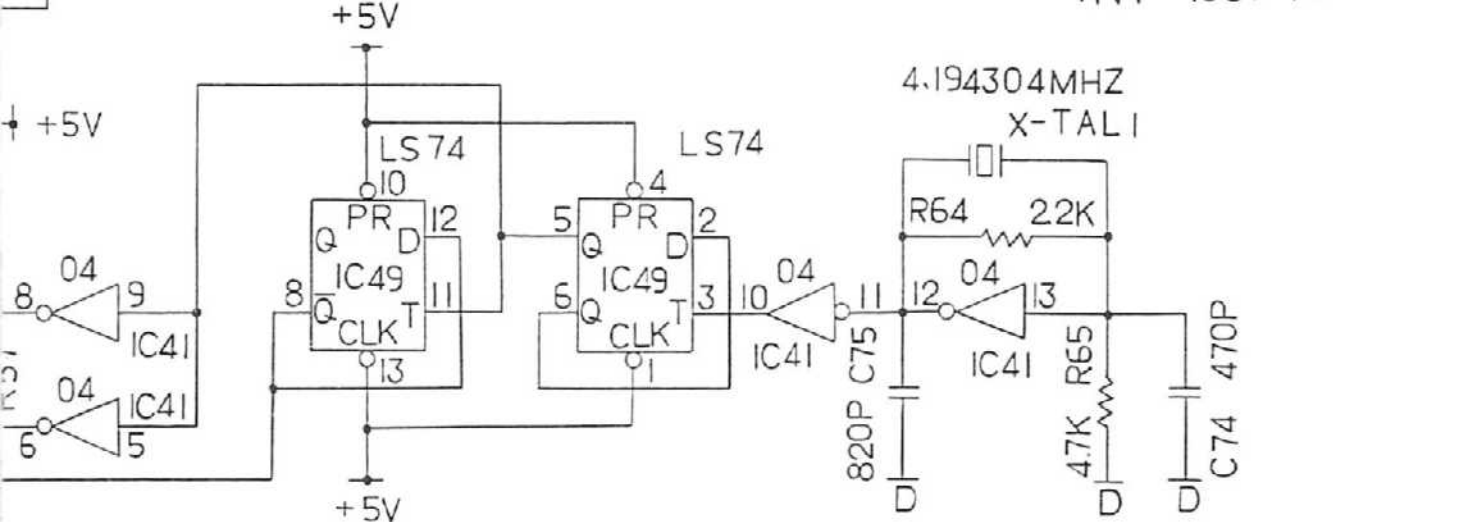 +5V
4.194304MHZ
X-TAL1
+5V
LS74
LS74
10
4
PR
12
5
PR
2
R64
22K
Q
D
Q
D
04
IC49
IC49
04
04
8
9
8
Q
T
11
6
Q
T
3
10
11
12
13
CLK
CLK
IC41
IC41
IC41
13
1
C75
820P
R65
4.7K
C74
470P
04
IC41
6
5
+5V
D
D
D